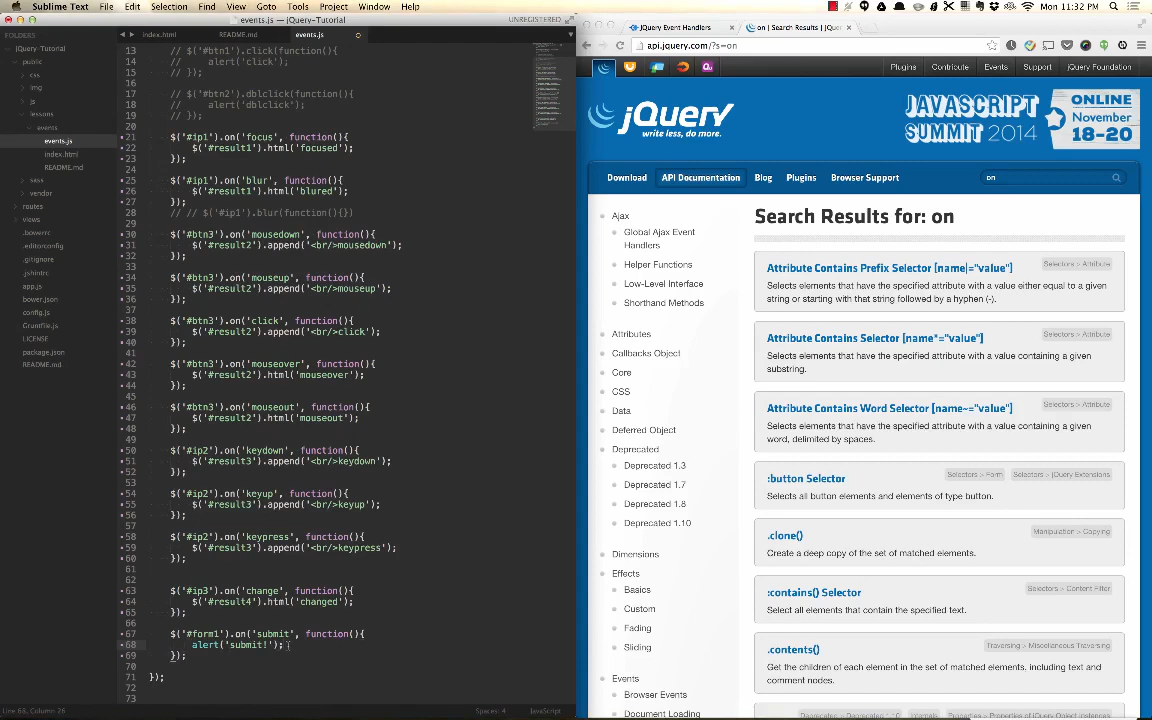 Sublime Text File Edit Selection Find View Goto Tools Project Window Help
Mon 11:32 PM
events.js — jQuery-Tutorial
UNREGISTERED
FOLDERS
jQuery-Tutorial
public
css
img
js
lessons
events
events.js
index.html
README.md
sass
vendor
routes
views
.bowerrc
.editorconfig
.gitignore
.jshintrc
app.js
bower.json
config.js
Gruntfile.js
LICENSE
package.json
README.md
index.html README.md events.js
13 // $('#btn1').click(function(){
14 // alert('click');
15 // });
16
17 // $('#btn2').dblclick(function(){
18 // alert('dblclick');
19 // });
20
21 $('#ip1').on('focus', function(){
22 $('#result1').html('focused');
23 });
24
25 $('#ip1').on('blur', function(){
26 $('#result1').html('blured');
27 });
28 // // $('#ip1').blur(function(){})
29
30 $('#btn3').on('mousedown', function(){
31 $('#result2').append('<br/>mousedown');
32 });
33
34 $('#btn3').on('mouseup', function(){
35 $('#result2').append('<br/>mouseup');
36 });
37
38 $('#btn3').on('click', function(){
39 $('#result2').append('<br/>click');
40 });
41
42 $('#btn3').on('mouseover', function(){
43 $('#result2').html('mouseover');
44 });
45
46 $('#btn3').on('mouseout', function(){
47 $('#result2').html('mouseout');
48 });
49
50 $('#ip2').on('keydown', function(){
51 $('#result3').append('<br/>keydown');
52 });
53
54 $('#ip2').on('keyup', function(){
55 $('#result3').append('<br/>keyup');
56 });
57
58 $('#ip2').on('keypress', function(){
59 $('#result3').append('<br/>keypress');
60 });
61
62
63 $('#ip3').on('change', function(){
64 $('#result4').html('changed');
65 });
66
67 $('#form1').on('submit', function(){
68 alert('submit!');
69 });
70
71 });
72
73
Line 68, Column 26
Spaces: 4 JavaScript
jQuery Event Handlers
on | Search Results | jQuery
api.jquery.com/?s=on
Plugins Contribute Events Support jQuery Foundation
jQuery
write less, do more.
JAVASCRIPT SUMMIT 2014
ONLINE November 18-20
Download API Documentation Blog Plugins Browser Support
on
Ajax
Global Ajax Event Handlers
Helper Functions
Low-Level Interface
Shorthand Methods
Attributes
Callbacks Object
Core
CSS
Data
Deferred Object
Deprecated
Deprecated 1.3
Deprecated 1.7
Deprecated 1.8
Deprecated 1.10
Dimensions
Effects
Basics
Custom
Fading
Sliding
Events
Browser Events
Document Loading
Search Results for: on
Attribute Contains Prefix Selector [name|="value"]
Selectors > Attribute
Selects elements that have the specified attribute with a value either equal to a given
string or starting with that string followed by a hyphen (-).
Attribute Contains Selector [name*="value"]
Selectors > Attribute
Selects elements that have the specified attribute with a value containing a given
substring.
Attribute Contains Word Selector [name~="value"]
Selectors > Attribute
Selects elements that have the specified attribute with a value containing a given
word, delimited by spaces.
:button Selector
Selectors > Form Selectors > jQuery Extensions
Selects all button elements and elements of type button.
.clone()
Manipulation > Copying
Create a deep copy of the set of matched elements.
:contains() Selector
Selectors > Content Filter
Select all elements that contain the specified text.
.contents()
Traversing > Miscellaneous Traversing
Get the children of each element in the set of matched elements, including text and
comment nodes.
Deprecated > Deprecated 1.10 Internals Properties > Properties of jQuery Object Instances